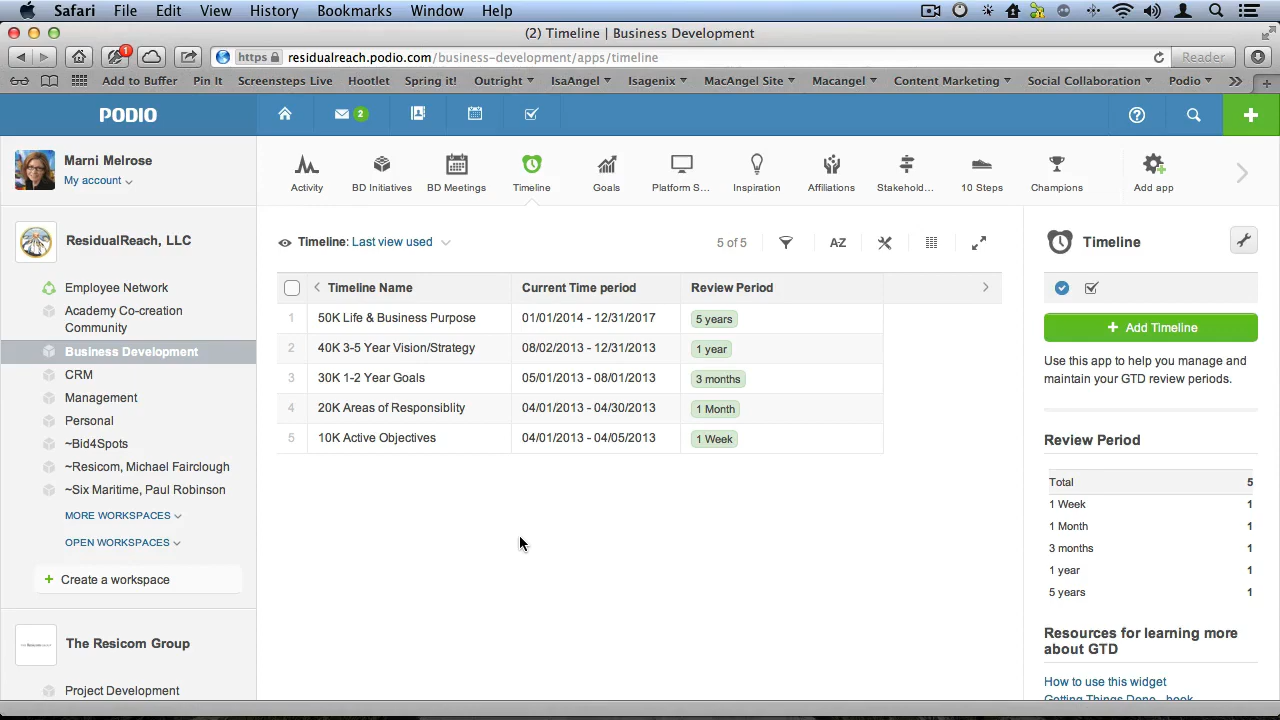 Safari File Edit View History Bookmarks Window Help
(2) Timeline | Business Development
1
https residualreach.podio.com/business-development/apps/timeline
Reader
Add to Buffer Pin It Screensteps Live Hootlet Spring it! Outright IsaAngel Isagenix MacAngel Site Macangel Content Marketing Social Collaboration Podio
PODIO
2
Marni Melrose
My account
Activity BD Initiatives BD Meetings Timeline Goals Platform S... Inspiration Affiliations Stakehold... 10 Steps Champions Add app
ResidualReach, LLC
Employee Network
Academy Co-creation
Community
Business Development
CRM
Management
Personal
~Bid4Spots
~Resicom, Michael Fairclough
~Six Maritime, Paul Robinson
MORE WORKSPACES
OPEN WORKSPACES
+ Create a workspace
The Resicom Group
Project Development
Timeline: Last view used
5 of 5
A-Z
Timeline Name Current Time period Review Period
1 50K Life & Business Purpose 01/01/2014 - 12/31/2017 5 years
2 40K 3-5 Year Vision/Strategy 08/02/2013 - 12/31/2013 1 year
3 30K 1-2 Year Goals 05/01/2013 - 08/01/2013 3 months
4 20K Areas of Responsiblity 04/01/2013 - 04/30/2013 1 Month
5 10K Active Objectives 04/01/2013 - 04/05/2013 1 Week
Timeline
+ Add Timeline
Use this app to help you manage and
maintain your GTD review periods.
Review Period
Total 5
1 Week 1
1 Month 1
3 months 1
1 year 1
5 years 1
Resources for learning more
about GTD
How to use this widget
Getting Things Done - book